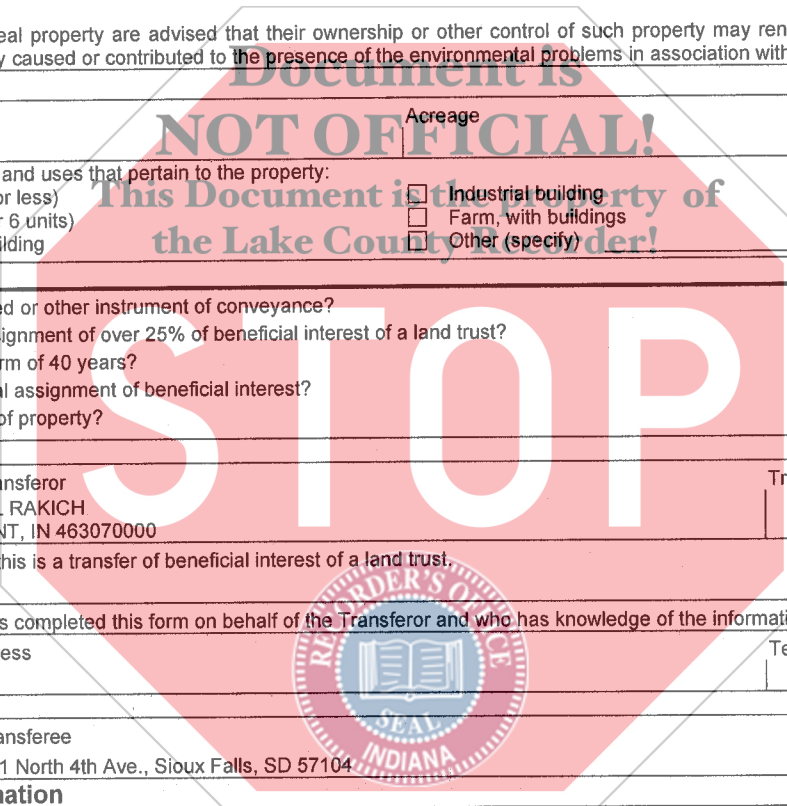 eal property are advised that their ownership or other control of such property may ren
y caused or contributed to the presence of the environmental problems in association with
Document is
NOT OFFICIAL!
This Document is the property of
the Lake County Recorder!
Acreage
and uses that pertain to the property:
or less)
Industrial building
r 6 units)
Farm, with buildings
ilding
Other (specify)
ed or other instrument of conveyance?
ignment of over 25% of beneficial interest of a land trust?
rm of 40 years?
al assignment of beneficial interest?
of property?
STOP
ansferor
Tr
L RAKICH
NT, IN 463070000
this is a transfer of beneficial interest of a land trust.
s completed this form on behalf of the Transferor and who has knowledge of the informati
ess
Te
RECORDER'S OFFICE
SEAL
INDIANA
ansferee
1 North 4th Ave., Sioux Falls, SD 57104
nation